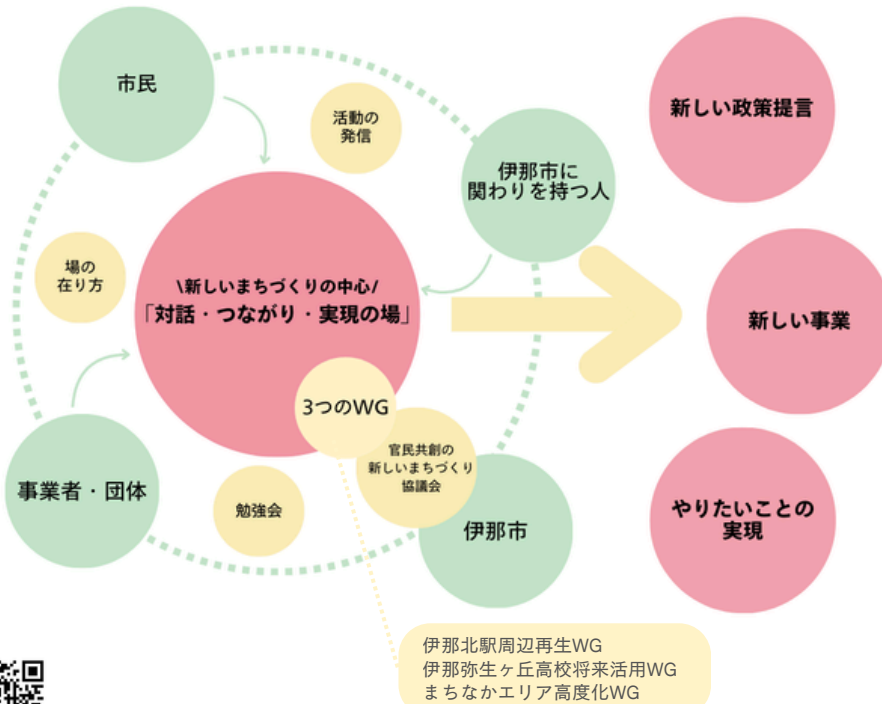 市民
活動の
発信
新しい政策提言
伊那市に
関わりを持つ人
場の
在り方
\新しいまちづくりの中心/
「対話・つながり・実現の場」
新しい事業
3つのWG
官民共創の
新しいまちづくり
協議会
事業者・団体
勉強会
伊那市
やりたいことの
実現
伊那北駅周辺再生WG
伊那弥生ヶ丘高校将来活用WG
まちなかエリア高度化WG